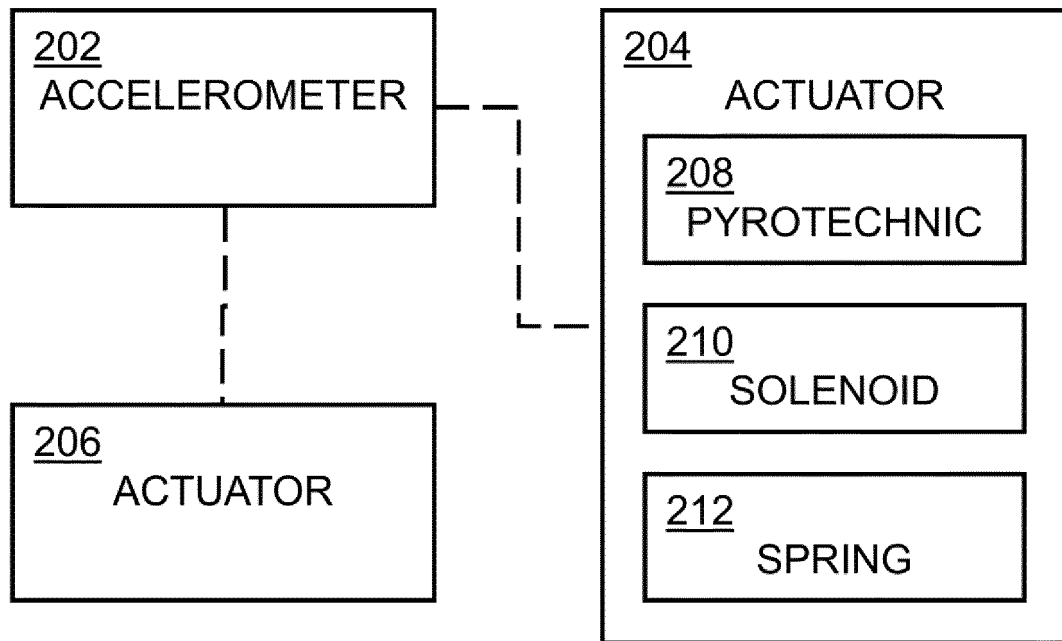 202
ACCELEROMETER
204
ACTUATOR
208
PYROTECHNIC
210
SOLENOID
212
SPRING
206
ACTUATOR